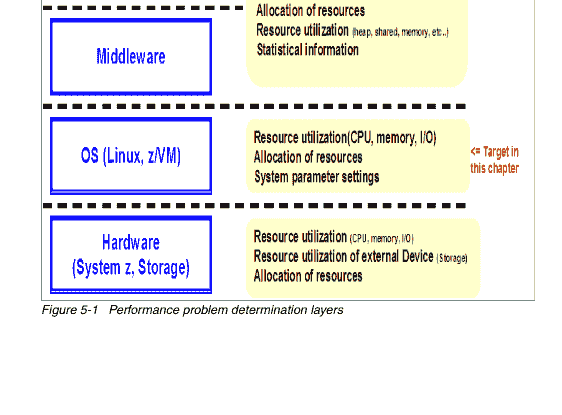 Allocation of resources
Resource utilization (heap, shared, memory, etc..)
Statistical information
Middleware
OS (Linux, z/VM)
Resource utilization(CPU, memory, I/O)
Allocation of resources
System parameter settings
<= Target in
this chapter
Hardware
(System z, Storage)
Resource utilization (CPU, memory, I/O)
Resource utilization of external Device (Storage)
Allocation of resources
Figure 5-1 Performance problem determination layers